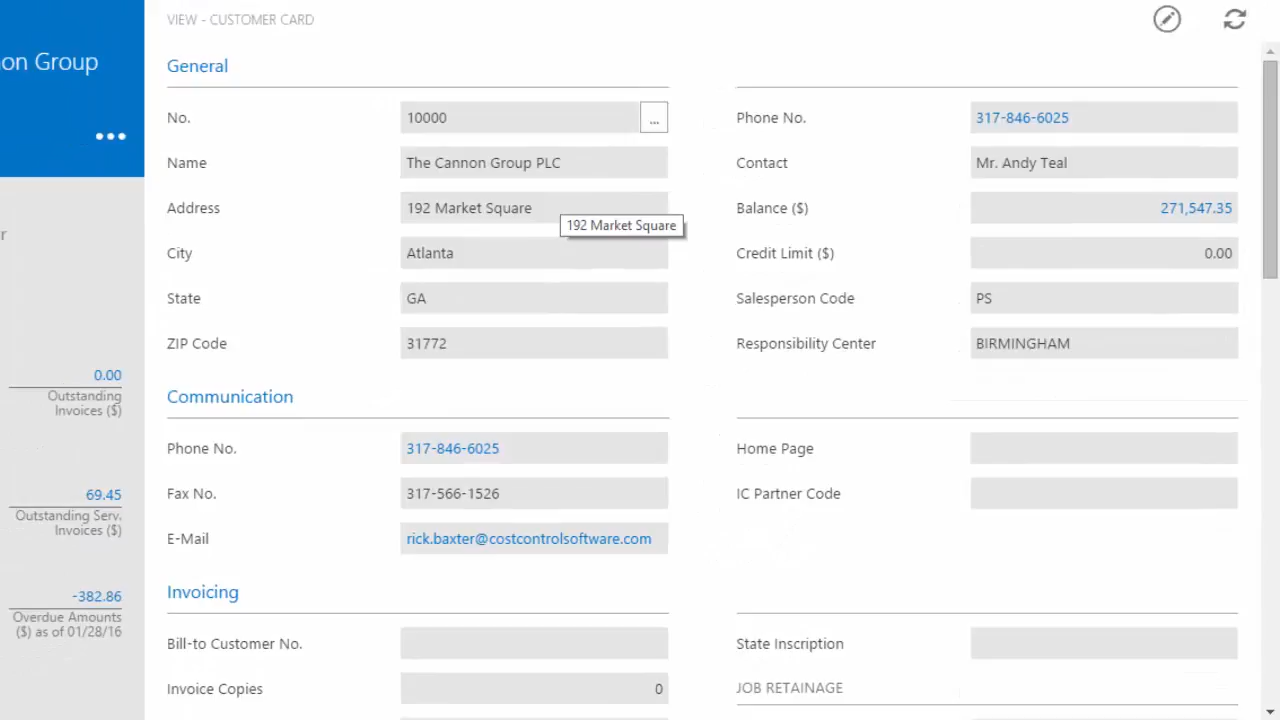 VIEW - CUSTOMER CARD
on Group
General
No.
10000
...
Phone No.
317-846-6025
Name
The Cannon Group PLC
Contact
Mr. Andy Teal
Address
192 Market Square
192 Market Square
Balance ($)
271,547.35
r
City
Atlanta
Credit Limit ($)
0.00
State
GA
Salesperson Code
PS
ZIP Code
31772
Responsibility Center
BIRMINGHAM
0.00
Outstanding
Invoices ($)
Communication
Phone No.
317-846-6025
Home Page
69.45
Outstanding Serv.
Invoices ($)
Fax No.
317-566-1526
IC Partner Code
E-Mail
rick.baxter@costcontrolsoftware.com
-382.86
Overdue Amounts
($) as of 01/28/16
Invoicing
Bill-to Customer No.
State Inscription
Invoice Copies
0
JOB RETAINAGE